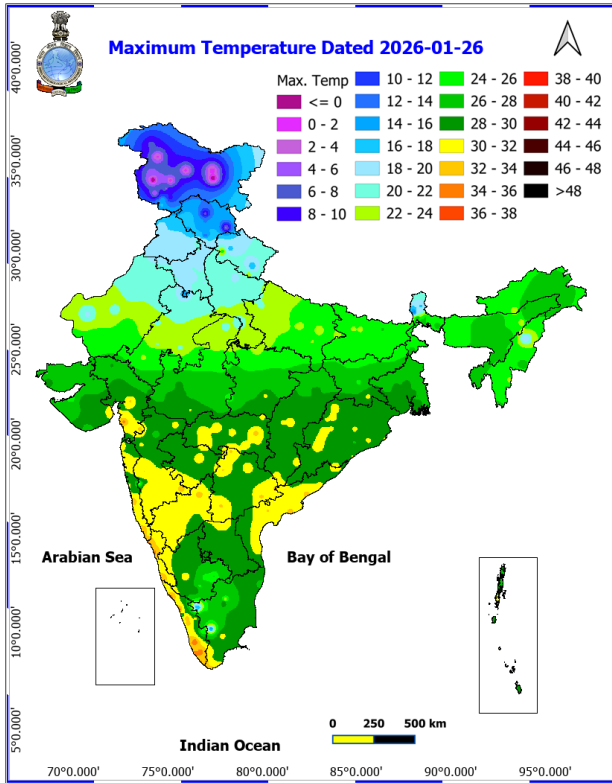 Maximum Temperature Dated 2026-01-26
Max. Temp
<= 0
0 - 2
2 - 4
4 - 6
6 - 8
8 - 10
10 - 12
12 - 14
14 - 16
16 - 18
18 - 20
20 - 22
22 - 24
24 - 26
26 - 28
28 - 30
30 - 32
32 - 34
34 - 36
36 - 38
38 - 40
40 - 42
42 - 44
44 - 46
46 - 48
>48
40°0.000'
35°0.000'
30°0.000'
25°0.000'
20°0.000'
15°0.000'
10°0.000'
5°0.000'
Arabian Sea
Bay of Bengal
0 250 500 km
Indian Ocean
70°0.000' 75°0.000' 80°0.000' 85°0.000' 90°0.000' 95°0.000'